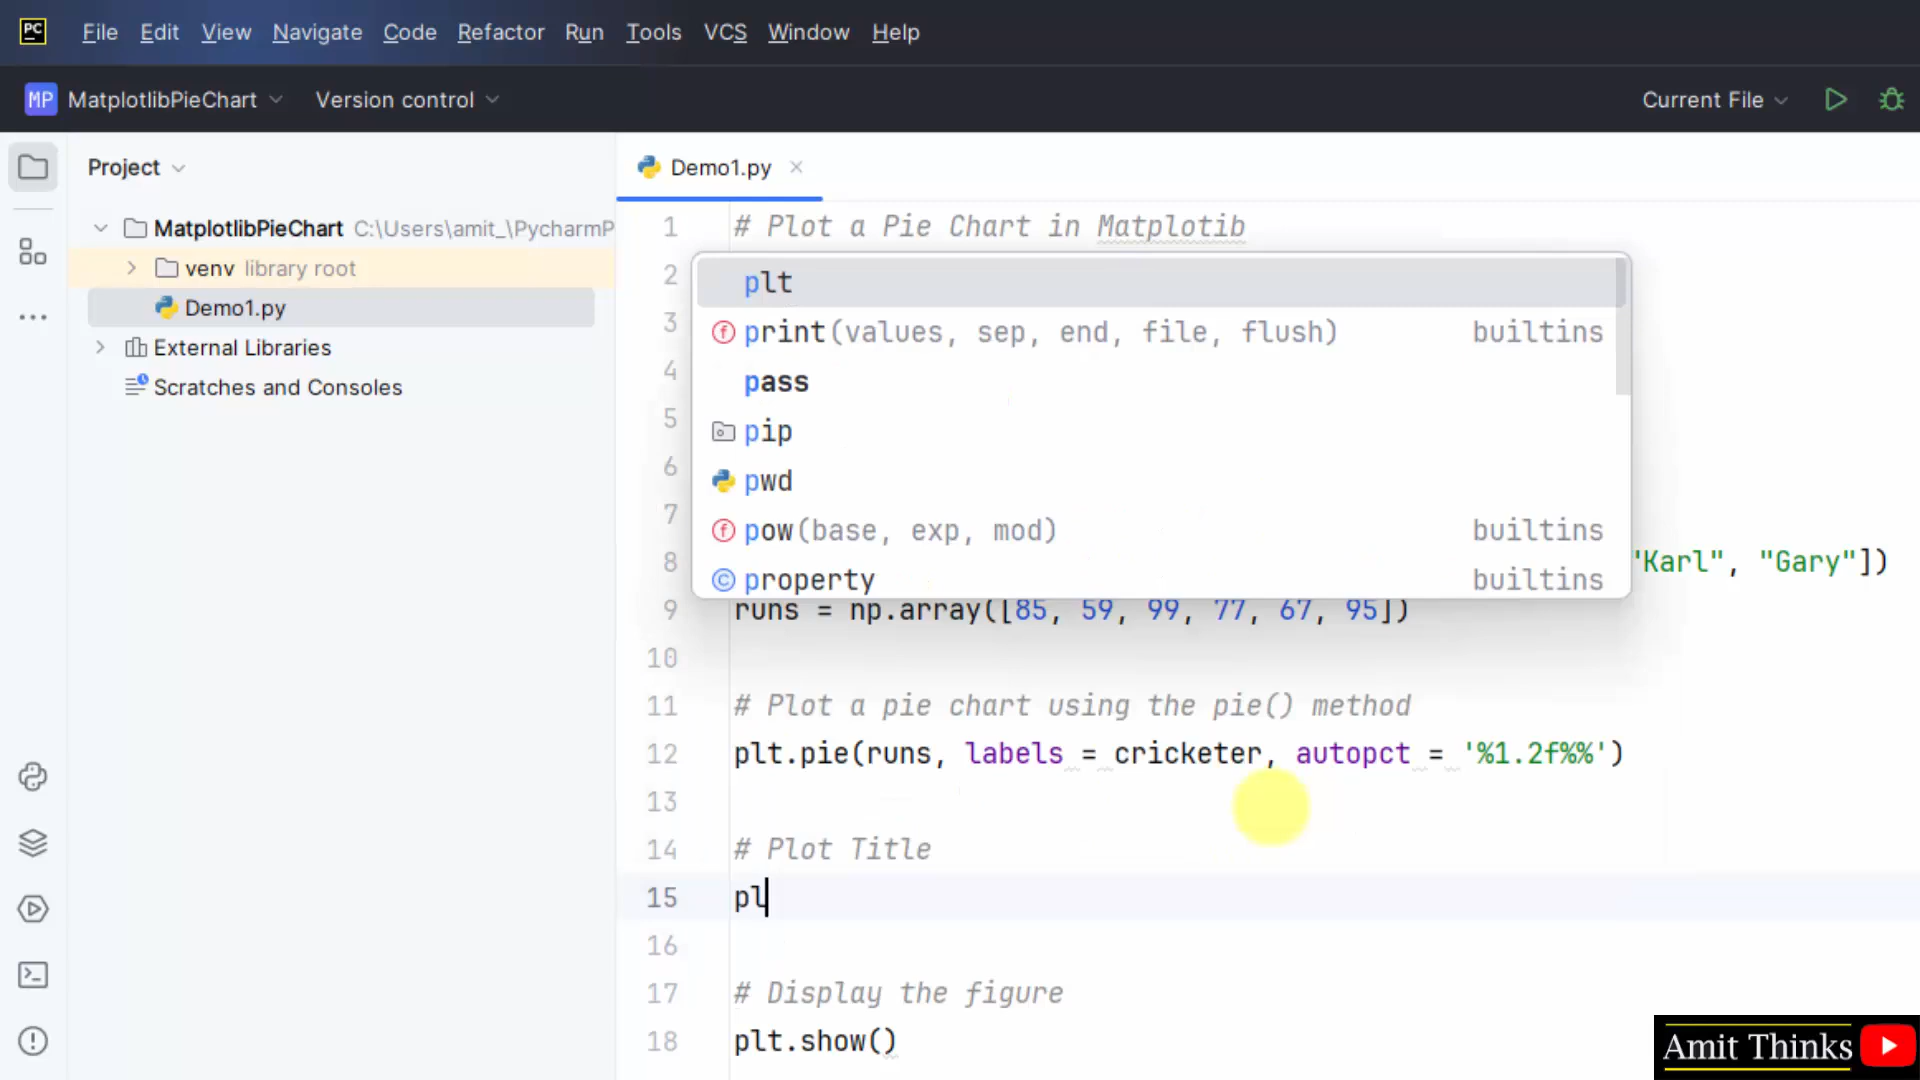 PC File Edit View Navigate Code Refactor Run Tools VCS Window Help
MP MatplotlibPieChart Version control Current File
Project
Demo1.py
MatplotlibPieChart C:\Users\amit_\PycharmP
venv library root
Demo1.py
External Libraries
Scratches and Consoles
1 # Plot a Pie Chart in Matplotib
2
3
4
5
6
7
8 "Karl", "Gary"])
plt
print(values, sep, end, file, flush) builtins
pass
pip
pwd
pow(base, exp, mod) builtins
property builtins
9 runs = np.array([85, 59, 99, 77, 67, 95])
10
11 # Plot a pie chart using the pie() method
12 plt.pie(runs, labels = cricketer, autopct = '%1.2f%%')
13
14 # Plot Title
15 pl
16
17 # Display the figure
18 plt.show()
Amit Thinks